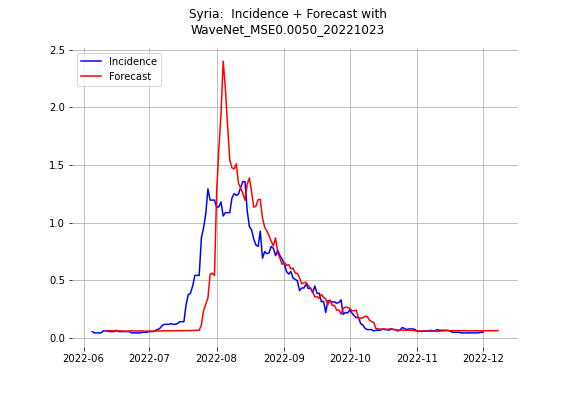 Syria:  Incidence + Forecast with
WaveNet_MSE0.0050_20221023
2.5
2.0
1.5
1.0
0.5
0.0
Incidence
Forecast
2022-06 2022-07 2022-08 2022-09 2022-10 2022-11 2022-12